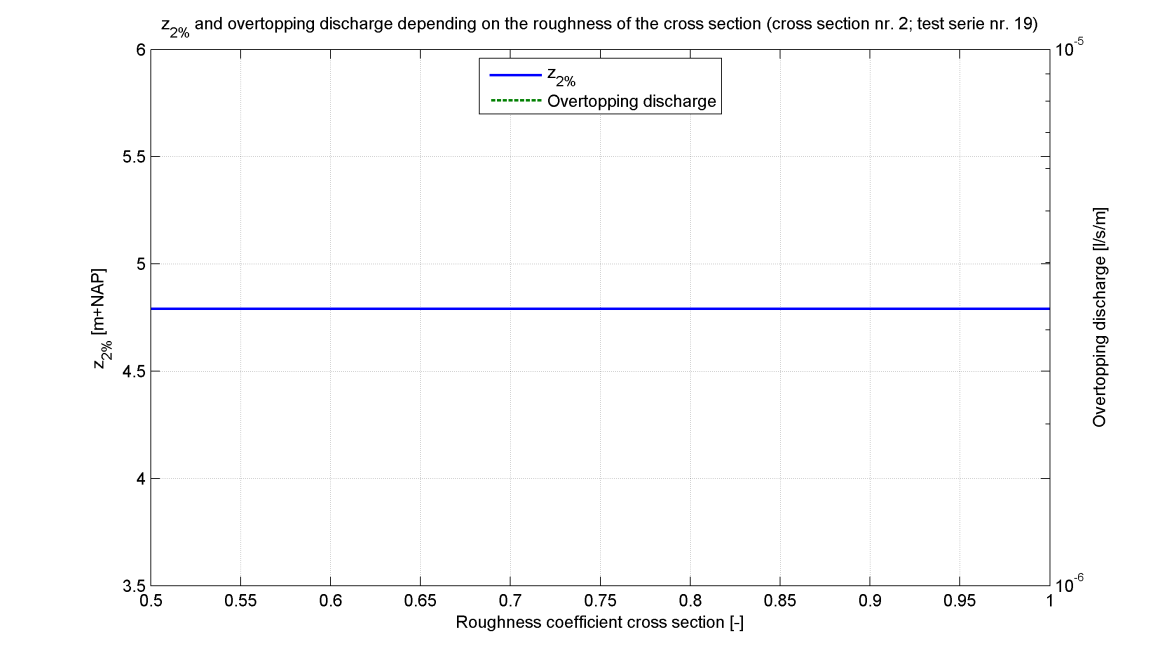 z2% and overtopping discharge depending on the roughness of the cross section (cross section nr. 2; test serie nr. 19)
z2%
Overtopping discharge
6
5.5
5
4.5
4
3.5
z2% [m+NAP]
10-5
10-6
Overtopping discharge [l/s/m]
0.5 0.55 0.6 0.65 0.7 0.75 0.8 0.85 0.9 0.95 1
Roughness coefficient cross section [-]